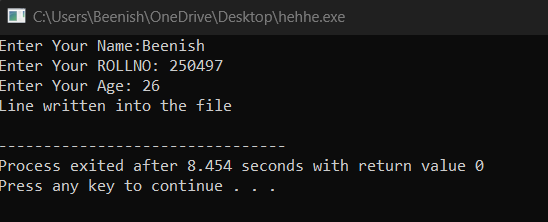 C:\Users\Beenish\OneDrive\Desktop\hehhe.exe
Enter Your Name:Beenish
Enter Your ROLLNO: 250497
Enter Your Age: 26
Line written into the file
--------------------------------
Process exited after 8.454 seconds with return value 0
Press any key to continue . . .